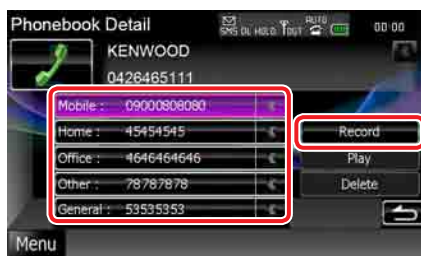 Phonebook Detail SMS DL HOLD TOUT AUTO 00:00
KENWOOD
0426465111
Mobile : 09000808080
Home : 45454545
Office : 4646464646
Other : 78787878
General : 53535353
Record
Play
Delete
Menu